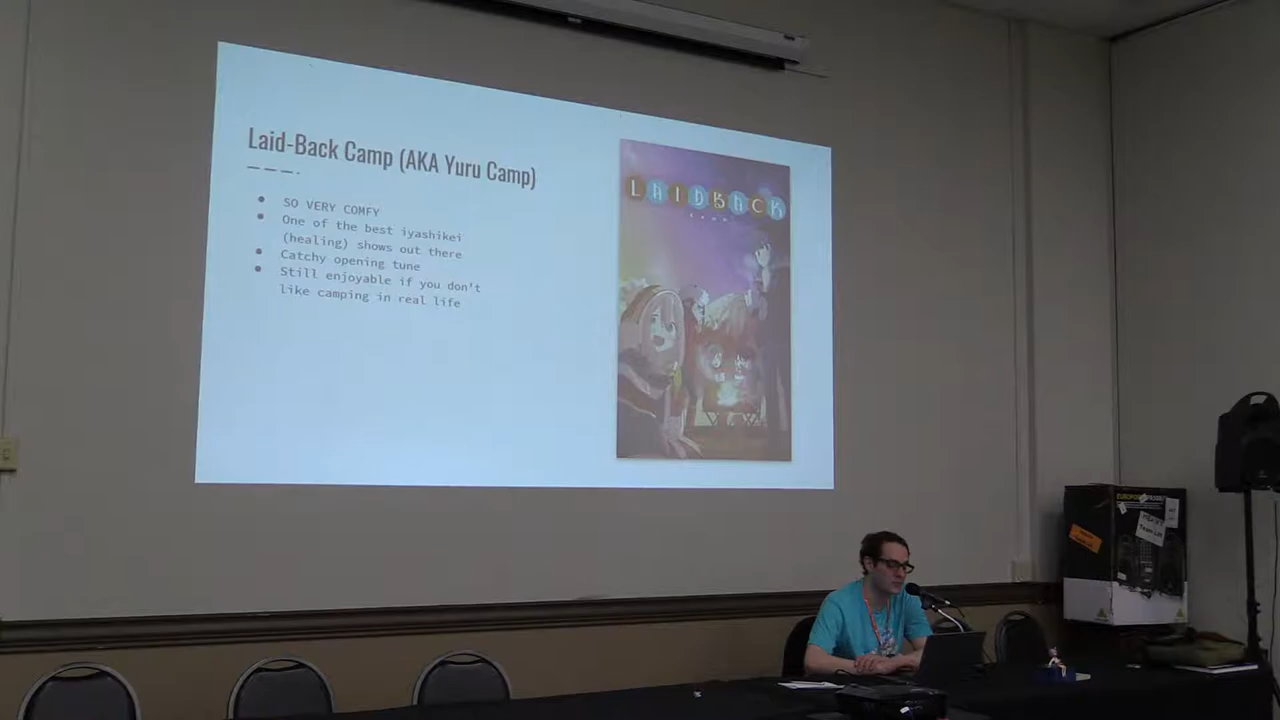 Laid-Back Camp (AKA Yuru Camp)
SO VERY COMFY
One of the best iyashikei
(healing) shows out there
Catchy opening tune
Still enjoyable if you don't
like camping in real life
LAIDBACK
CAMP